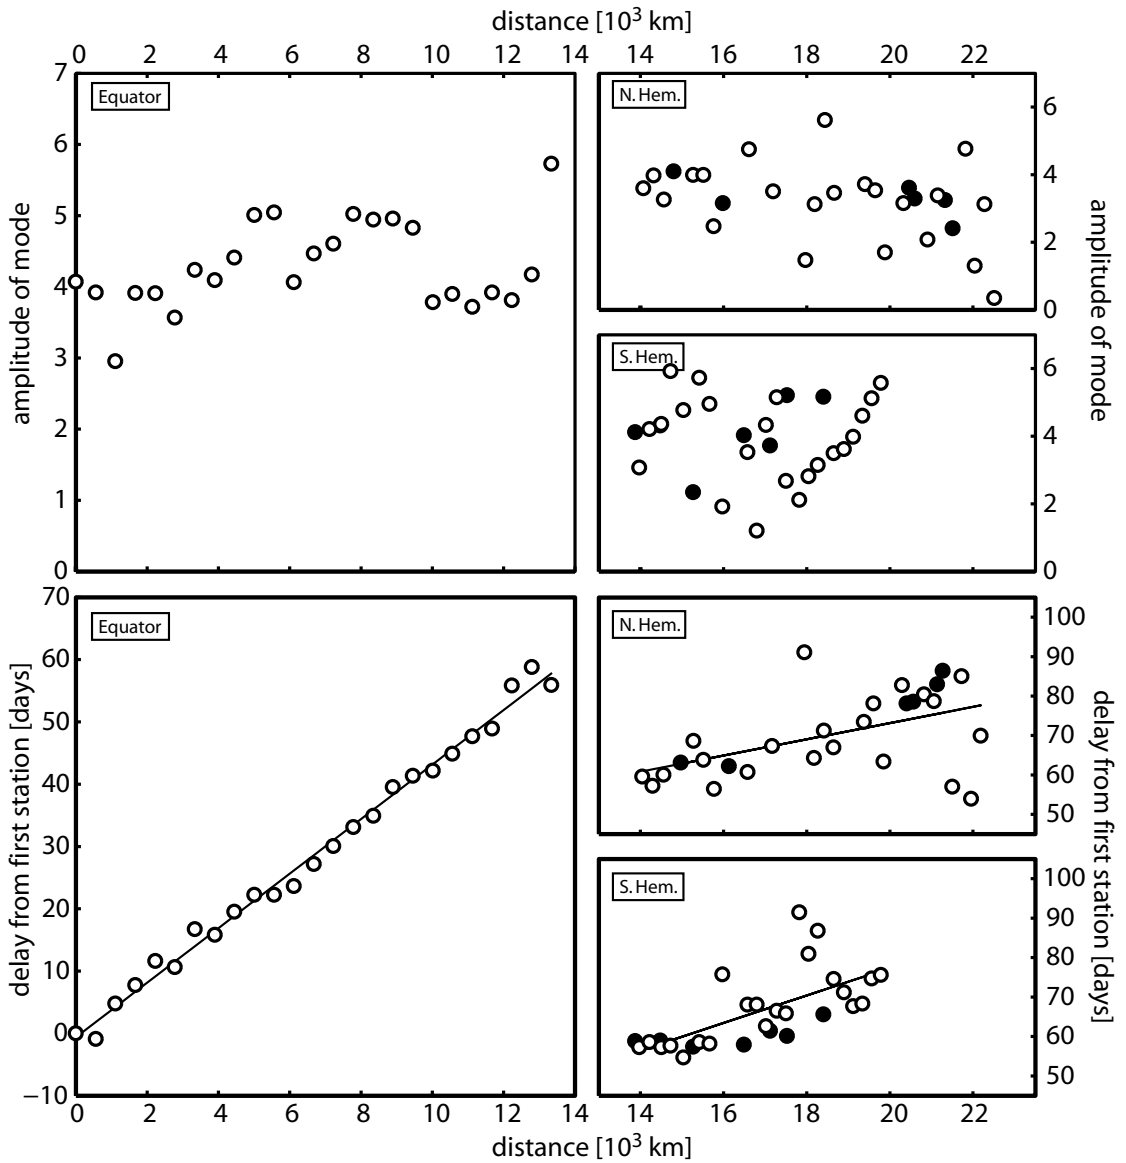 distance [10³ km]
0 2 4 6 8 10 12 14 14 16 18 20 22
7
6
5
4
3
2
1
0
amplitude of mode
Equator
N. Hem.
6
4
2
0
S. Hem.
6
4
2
0
amplitude of mode
70
60
50
40
30
20
10
0
−10
delay from first station [days]
Equator
N. Hem.
100
90
80
70
60
50
S. Hem.
100
90
80
70
60
50
delay from first station [days]
0 2 4 6 8 10 12 14 14 16 18 20 22
distance [10³ km]